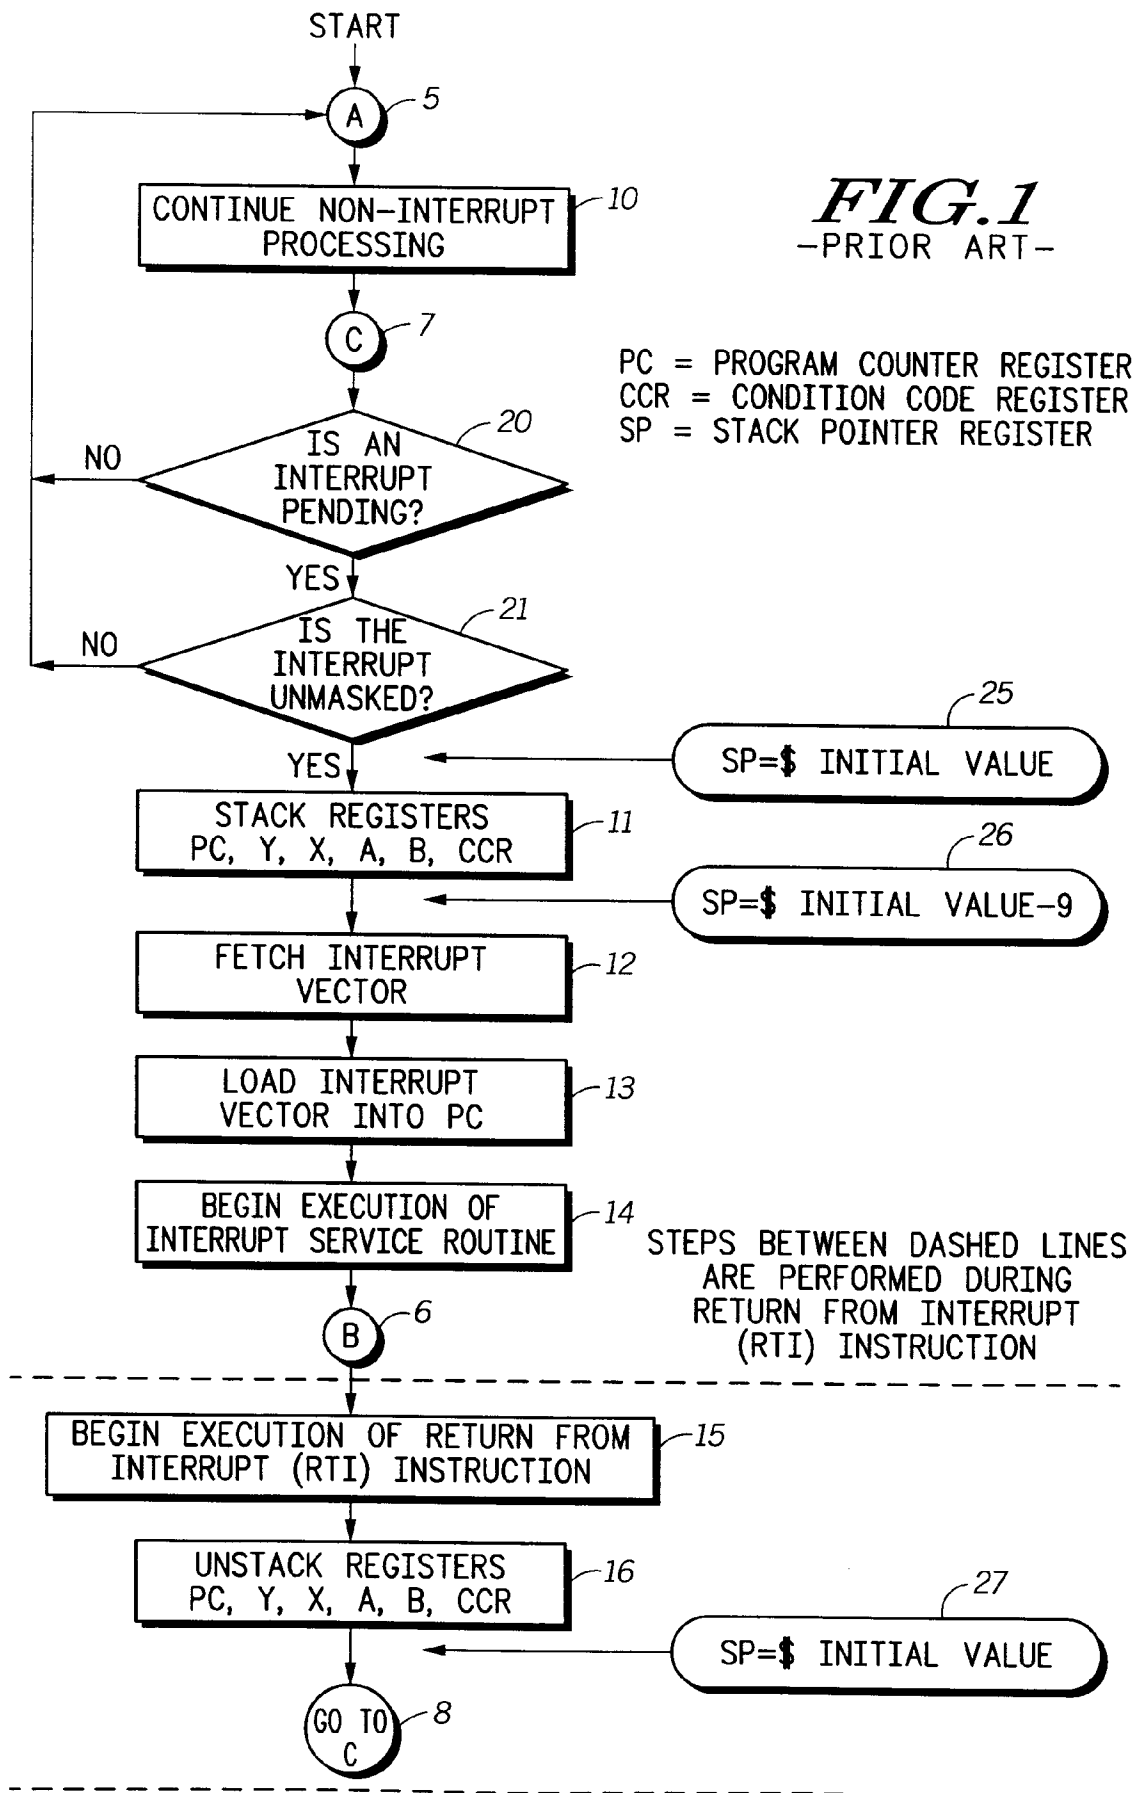 START
A
5
CONTINUE NON-INTERRUPT
PROCESSING
10
FIG.1
-PRIOR ART-
C
7
PC = PROGRAM COUNTER REGISTER
CCR = CONDITION CODE REGISTER
SP = STACK POINTER REGISTER
IS AN
INTERRUPT
PENDING?
20
NO
YES
IS THE
INTERRUPT
UNMASKED?
21
NO
YES
SP=$ INITIAL VALUE
25
STACK REGISTERS
PC, Y, X, A, B, CCR
11
SP=$ INITIAL VALUE-9
26
FETCH INTERRUPT
VECTOR
12
LOAD INTERRUPT
VECTOR INTO PC
13
BEGIN EXECUTION OF
INTERRUPT SERVICE ROUTINE
14
STEPS BETWEEN DASHED LINES
ARE PERFORMED DURING
RETURN FROM INTERRUPT
(RTI) INSTRUCTION
B
6
BEGIN EXECUTION OF RETURN FROM
INTERRUPT (RTI) INSTRUCTION
15
UNSTACK REGISTERS
PC, Y, X, A, B, CCR
16
SP=$ INITIAL VALUE
27
GO TO
C
8